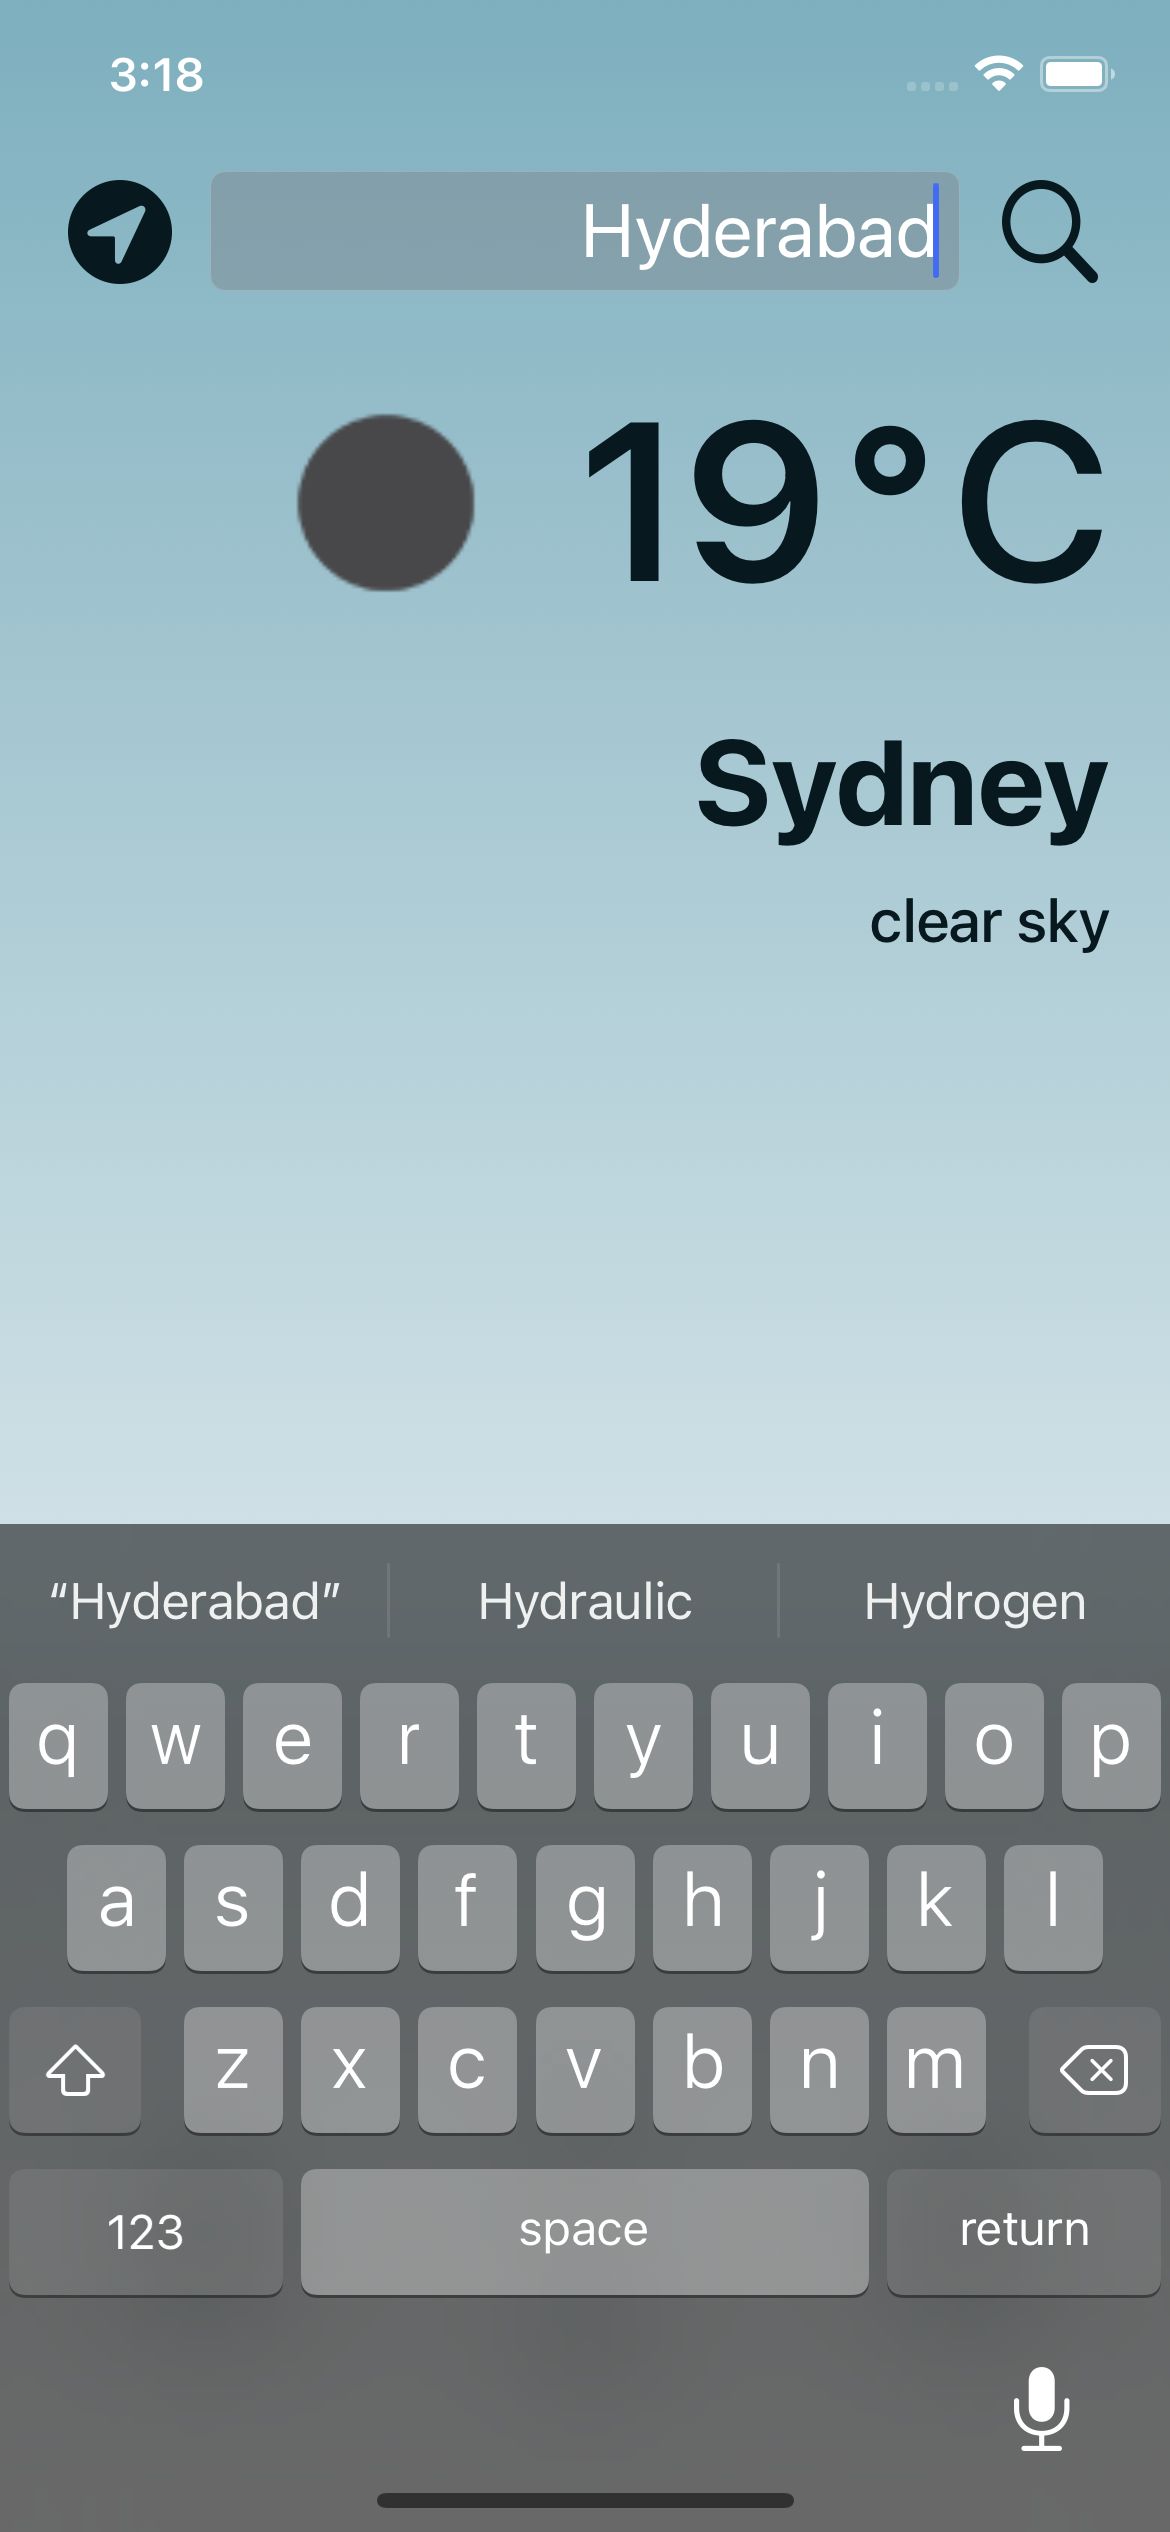 3:18
Hyderabad
19°C
Sydney
clear sky
“Hyderabad” Hydraulic Hydrogen
q w e r t y u i o p
a s d f g h j k l
z x c v b n m
123 space return